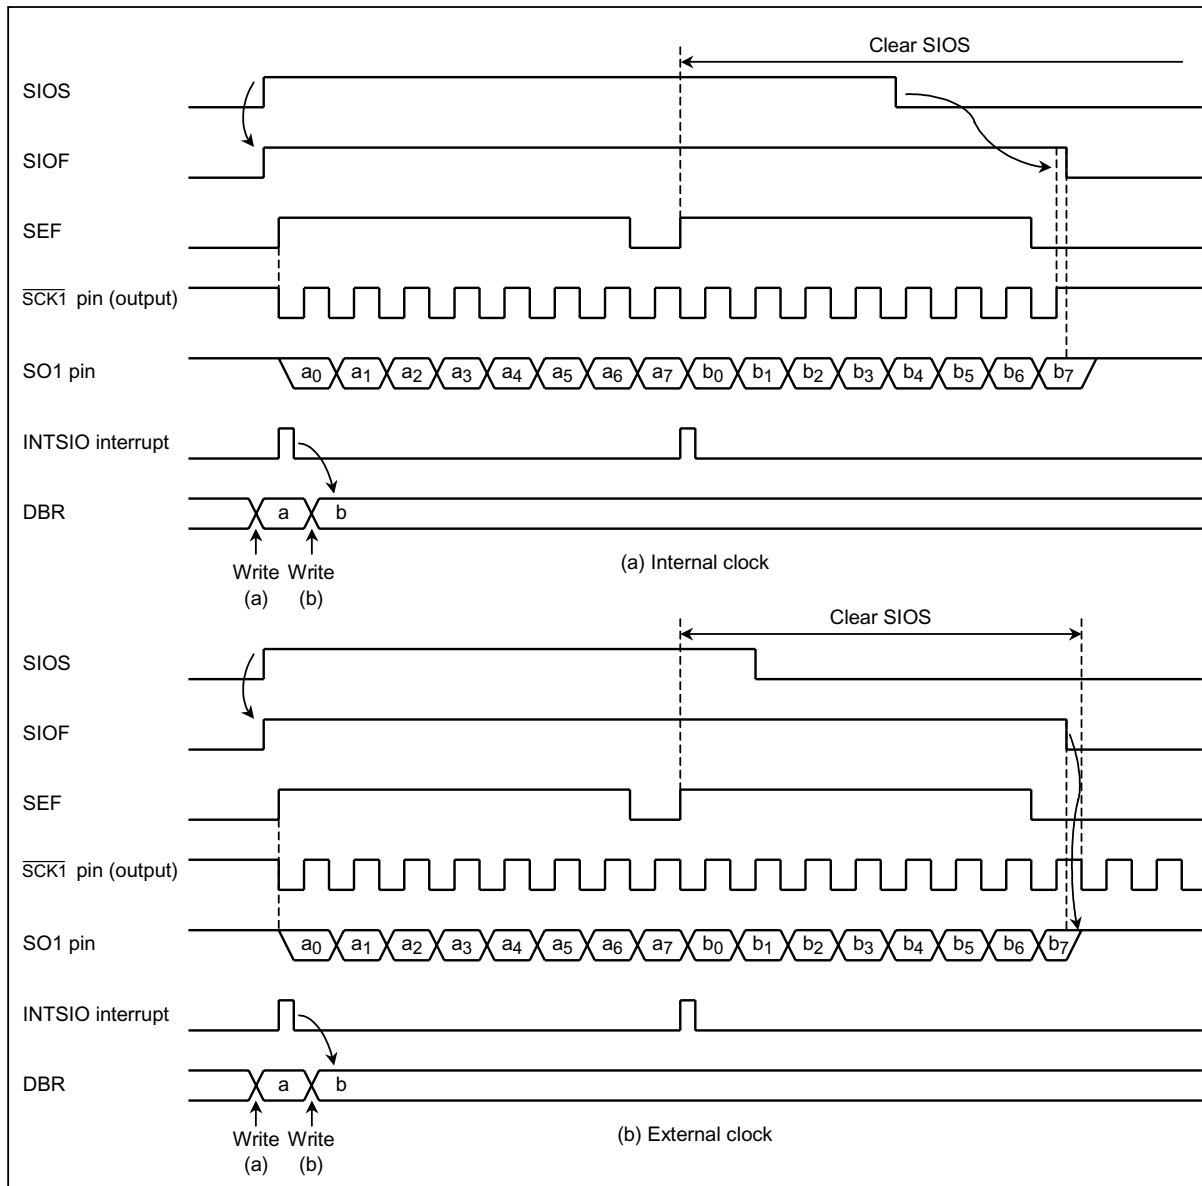 Clear SIOS
SIOS
SIOF
SEF
SCK1 pin (output)
SO1 pin
a0 a1 a2 a3 a4 a5 a6 a7 b0 b1 b2 b3 b4 b5 b6 b7
INTSIO interrupt
DBR
a b
Write (a)
Write (b)
(a) Internal clock
Clear SIOS
SIOS
SIOF
SEF
SCK1 pin (output)
SO1 pin
a0 a1 a2 a3 a4 a5 a6 a7 b0 b1 b2 b3 b4 b5 b6 b7
INTSIO interrupt
DBR
a b
Write (a)
Write (b)
(b) External clock